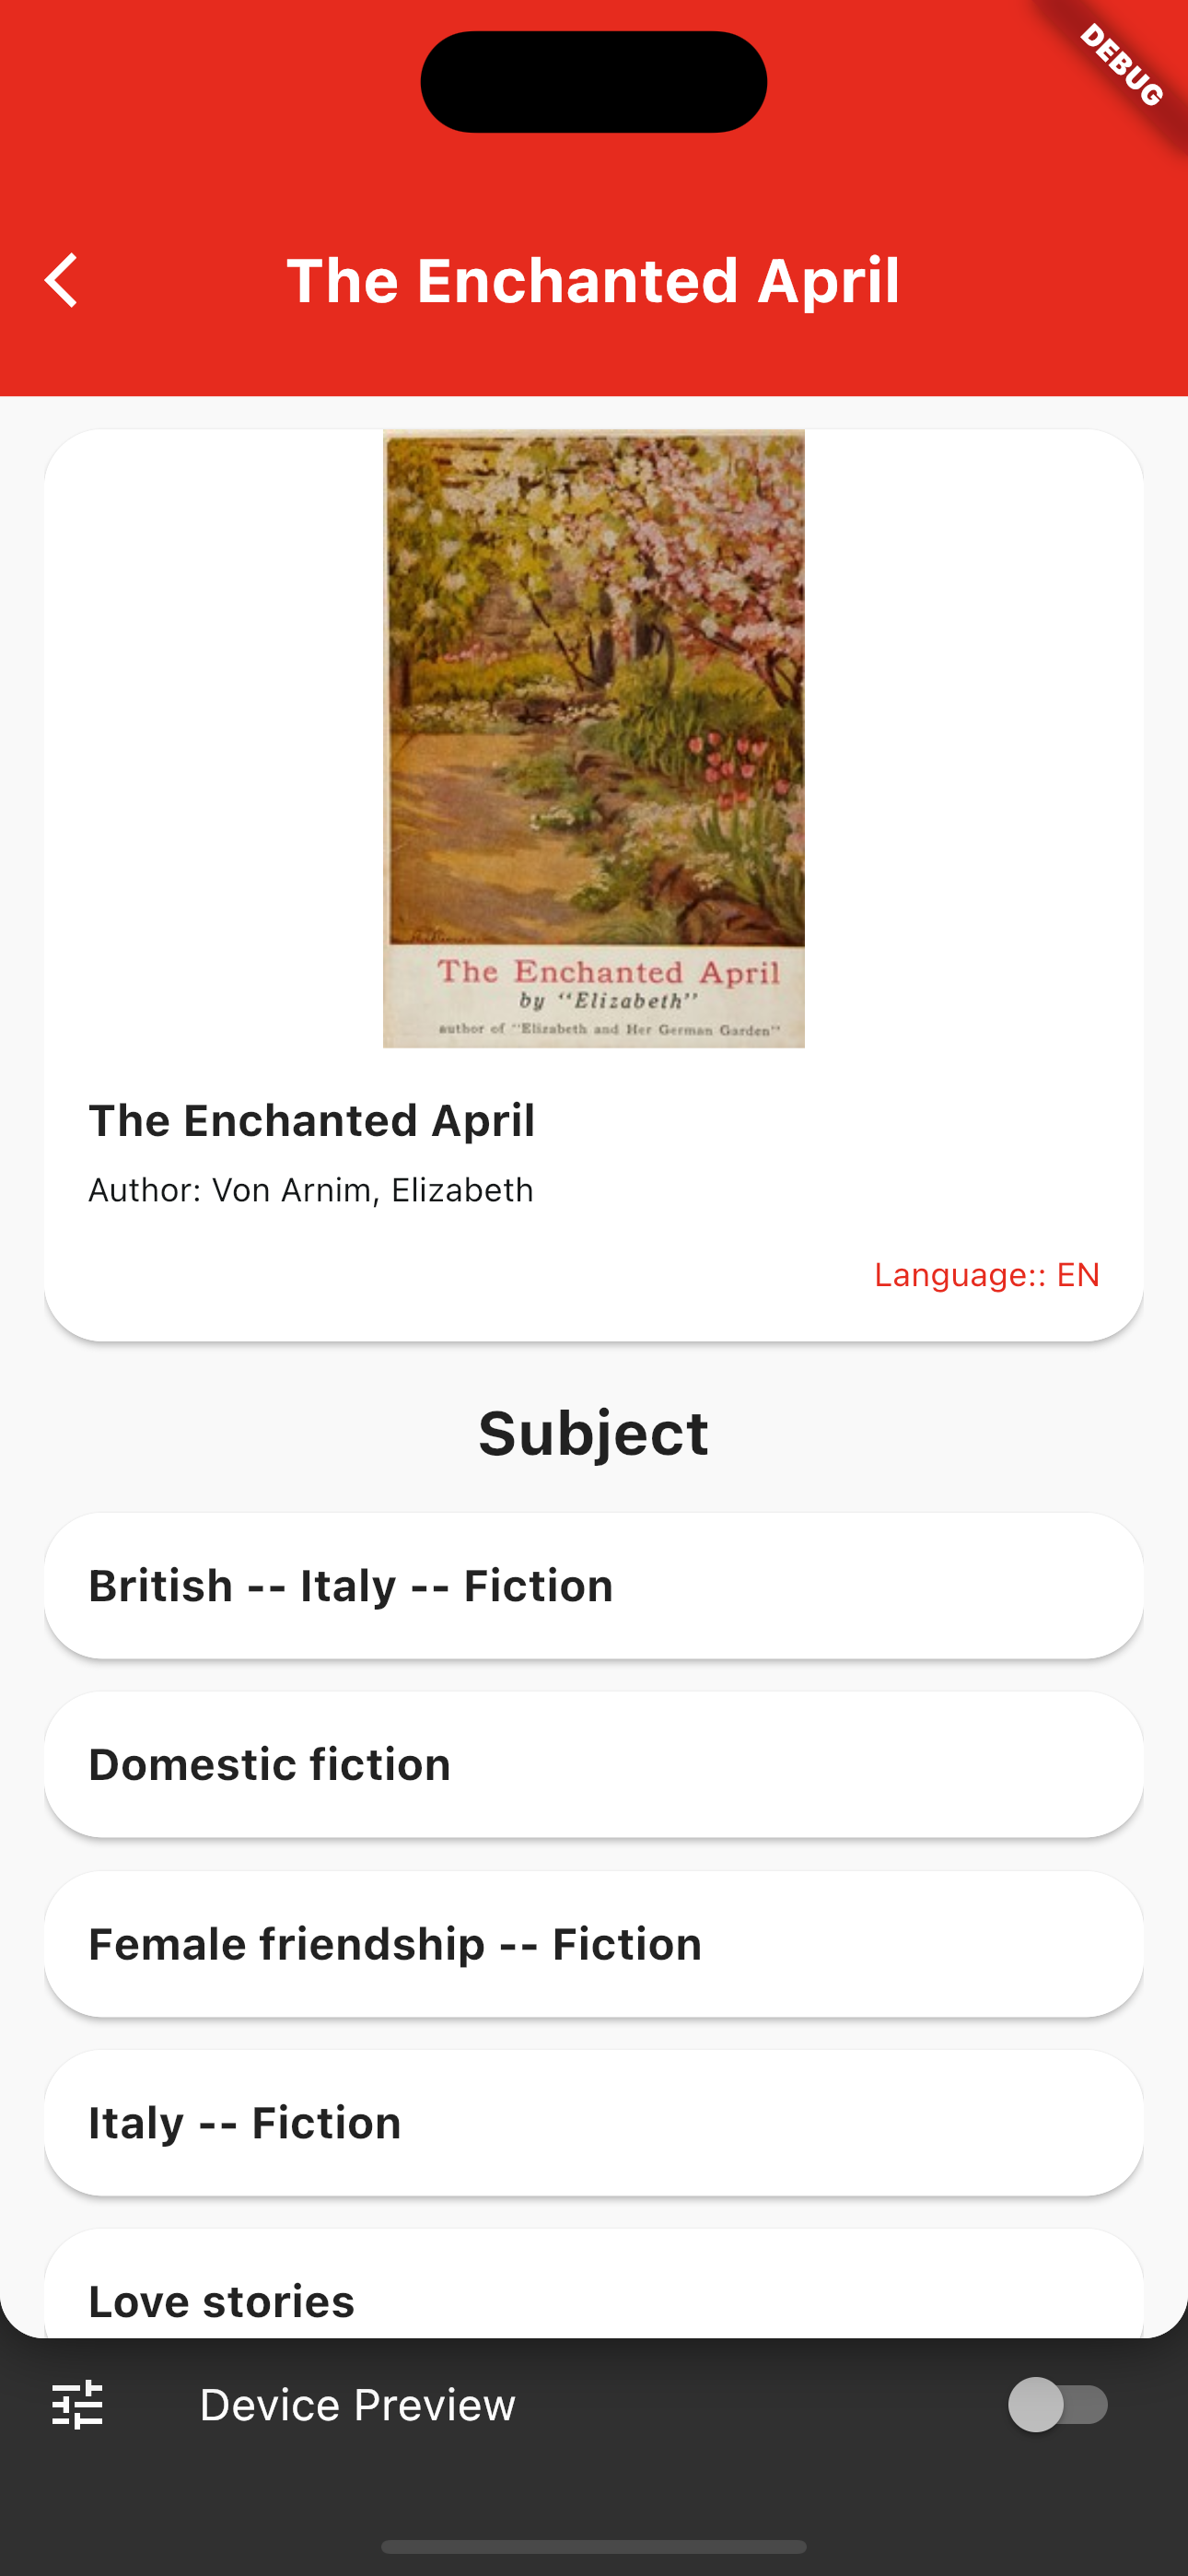 DEBUG
The Enchanted April
The Enchanted April
by "Elizabeth"
author of "Elizabeth and Her German Garden"
The Enchanted April
Author: Von Arnim, Elizabeth
Language:: EN
Subject
British -- Italy -- Fiction
Domestic fiction
Female friendship -- Fiction
Italy -- Fiction
Love stories
Device Preview